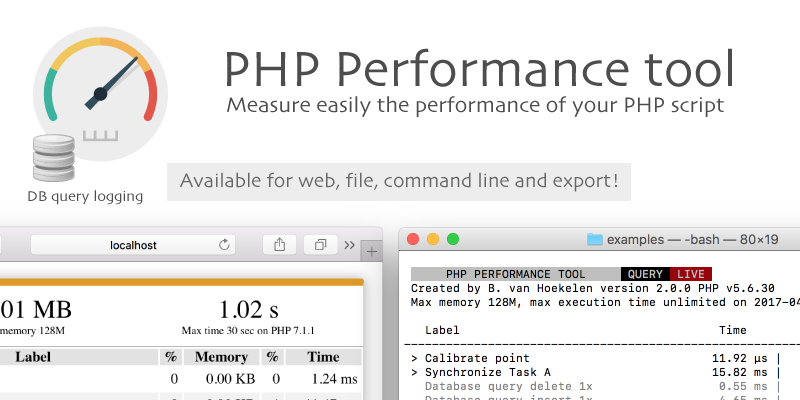 PHP Performance tool
Measure easily the performance of your PHP script
DB query logging
Available for web, file, command line and export!
localhost
01 MB
1.02 s
memory 128M
Max time 30 sec on PHP 7.1.1
Label % Memory % Time
0 0.00 KB 0 1.24 ms
examples — -bash — 80×19
PHP PERFORMANCE TOOL QUERY LIVE
Created by B. van Hoekelen version 2.0.0 PHP v5.6.30
Max memory 128M, max execution time unlimited on 2017-04
Label Time
> Calibrate point 11.92 µs |
> Synchronize Task A 15.82 ms |
Database query delete 1x 0.55 ms |
Database query insert 1x 4.65 ms |